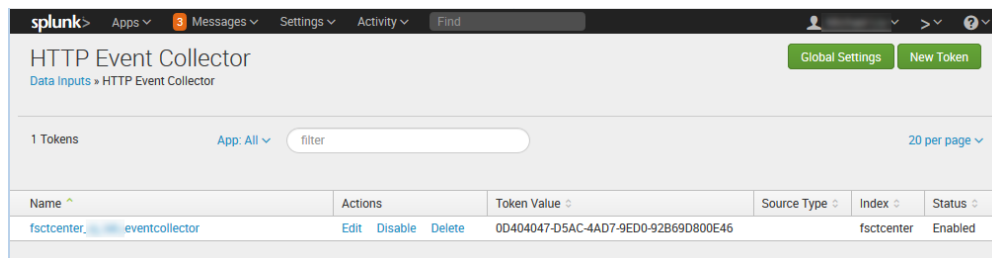 splunk> Apps 3 Messages Settings Activity Find
HTTP Event Collector
Global Settings New Token
Data Inputs » HTTP Event Collector
1 Tokens App: All filter 20 per page
Name Actions Token Value Source Type Index Status
fsctcenter_ eventcollector Edit Disable Delete 0D404047-D5AC-4AD7-9ED0-92B69D800E46 fsctcenter Enabled